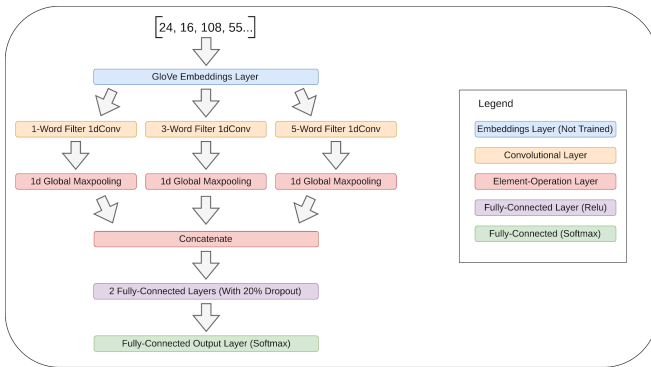 [24, 16, 108, 55...]
GloVe Embeddings Layer
1-Word Filter 1dConv
3-Word Filter 1dConv
5-Word Filter 1dConv
1d Global Maxpooling
1d Global Maxpooling
1d Global Maxpooling
Concatenate
2 Fully-Connected Layers (With 20% Dropout)
Fully-Connected Output Layer (Softmax)
Legend
Embeddings Layer (Not Trained)
Convolutional Layer
Element-Operation Layer
Fully-Connected Layer (Relu)
Fully-Connected (Softmax)